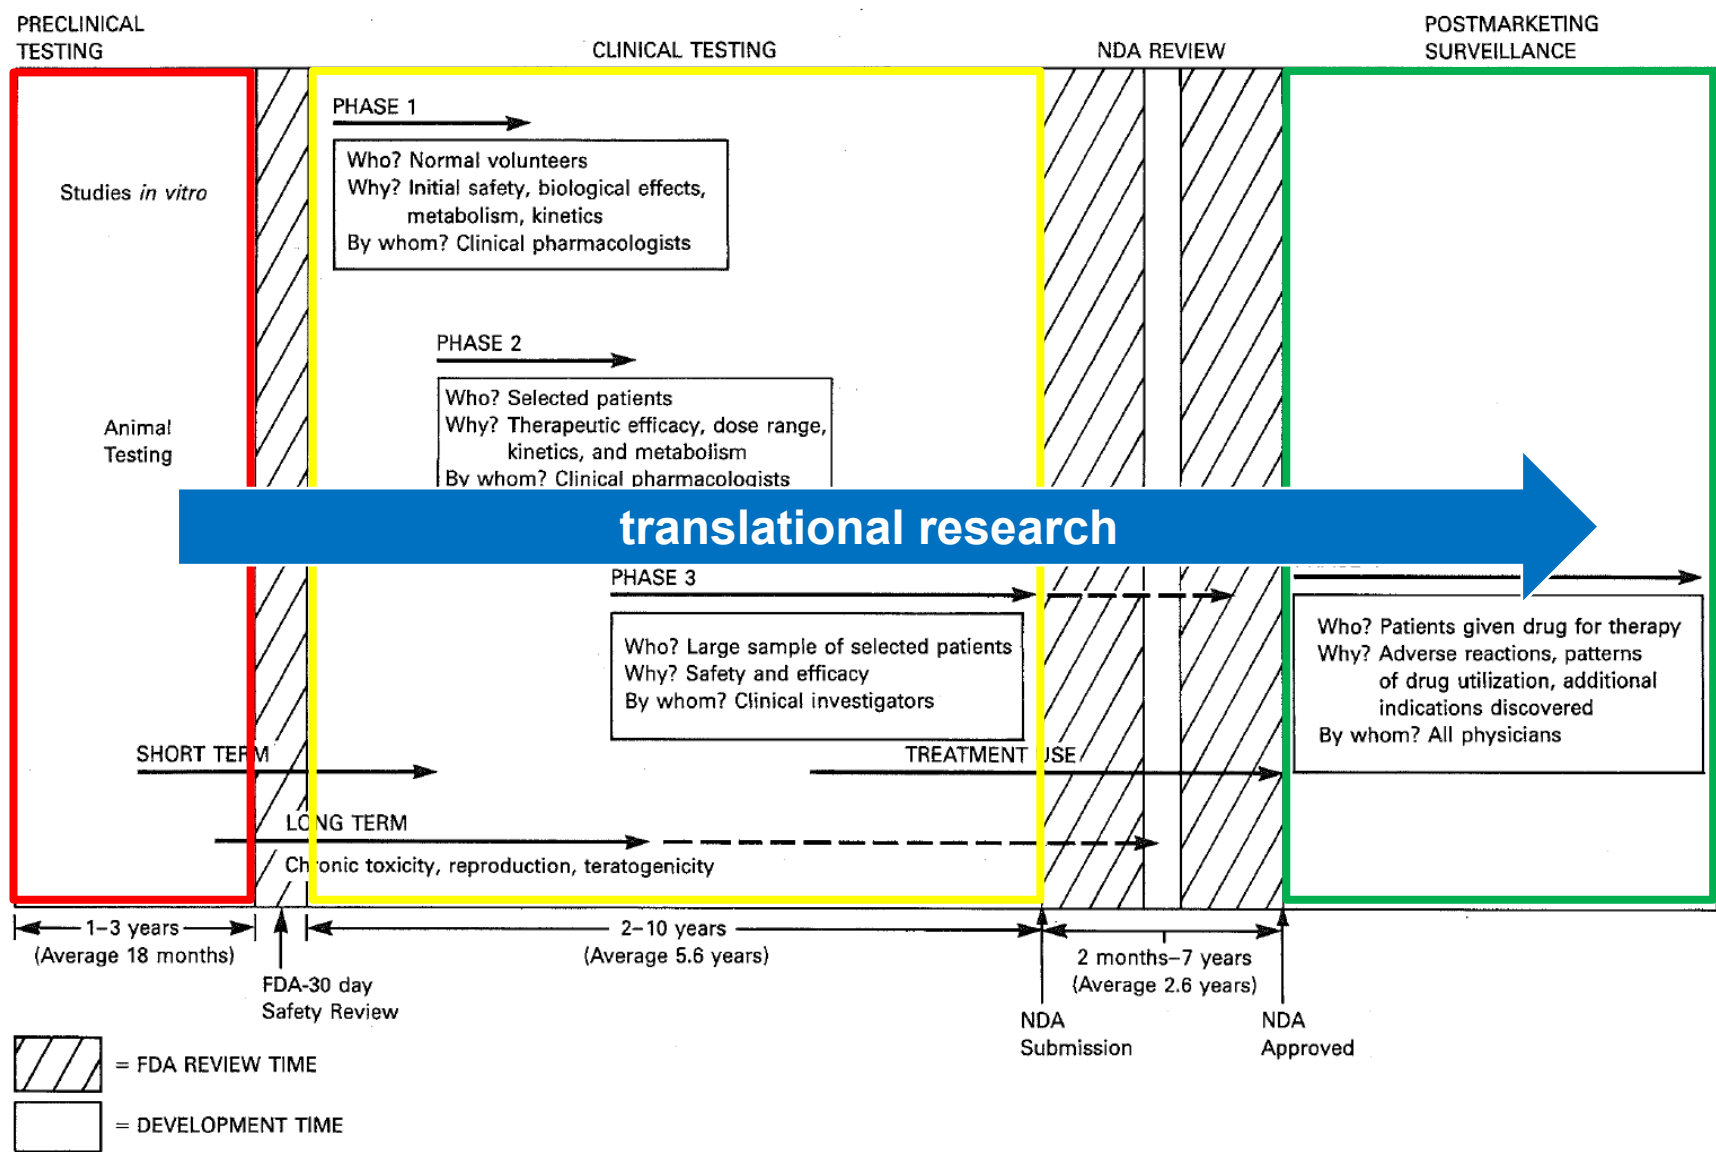 PRECLINICAL
TESTING
CLINICAL TESTING
NDA REVIEW
POSTMARKETING
SURVEILLANCE
Studies in vitro
Animal
Testing
PHASE 1
Who? Normal volunteers
Why? Initial safety, biological effects,
metabolism, kinetics
By whom? Clinical pharmacologists
PHASE 2
Who? Selected patients
Why? Therapeutic efficacy, dose range,
kinetics, and metabolism
By whom? Clinical pharmacologists
translational research
PHASE 3
Who? Large sample of selected patients
Why? Safety and efficacy
By whom? Clinical investigators
Who? Patients given drug for therapy
Why? Adverse reactions, patterns
of drug utilization, additional
indications discovered
By whom? All physicians
SHORT TERM
TREATMENT USE
LONG TERM
Chronic toxicity, reproduction, teratogenicity
1–3 years
(Average 18 months)
2–10 years
(Average 5.6 years)
2 months–7 years
(Average 2.6 years)
FDA-30 day
Safety Review
NDA
Submission
NDA
Approved
= FDA REVIEW TIME
= DEVELOPMENT TIME